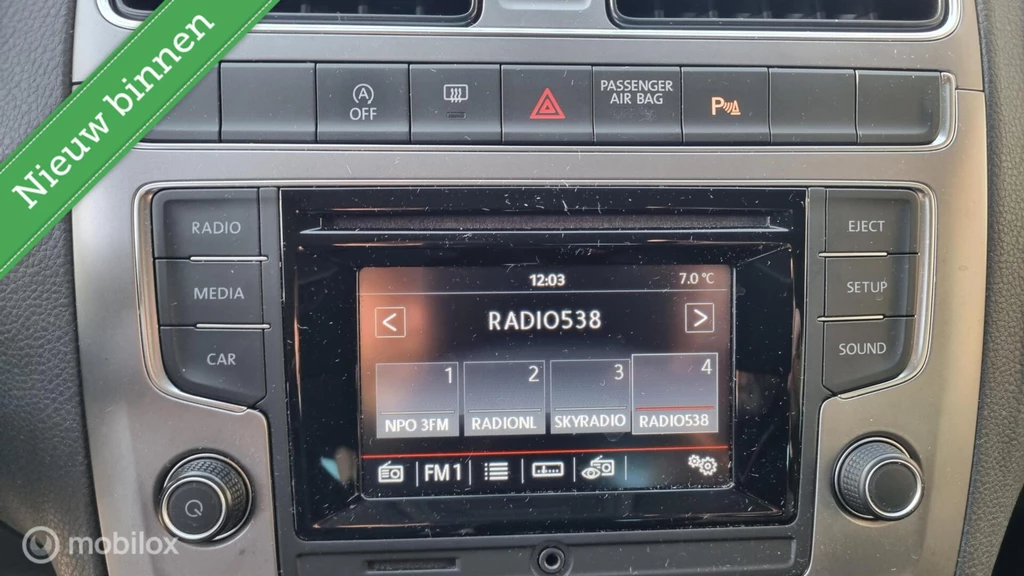 Nieuw binnen
A
OFF
PASSENGER
AIR BAG
P
RADIO
MEDIA
CAR
EJECT
SETUP
SOUND
12:03
7.0 °C
< RADIO538 >
1 2 3 4
NPO 3FM RADIONL SKYRADIO RADIO538
FM1
mobilox